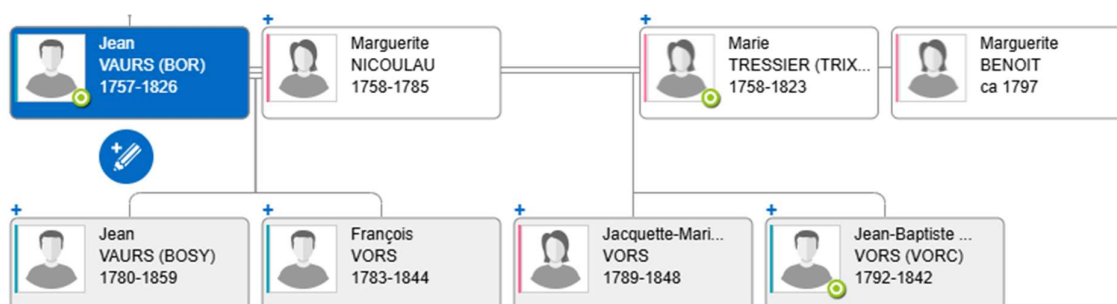 Jean
VAURS (BOR)
1757-1826
Marguerite
NICOULAU
1758-1785
Marie
TRESSIER (TRIX...
1758-1823
Marguerite
BENOIT
ca 1797
Jean
VAURS (BOSY)
1780-1859
François
VORS
1783-1844
Jacquette-Mari...
VORS
1789-1848
Jean-Baptiste ...
VORS (VORC)
1792-1842